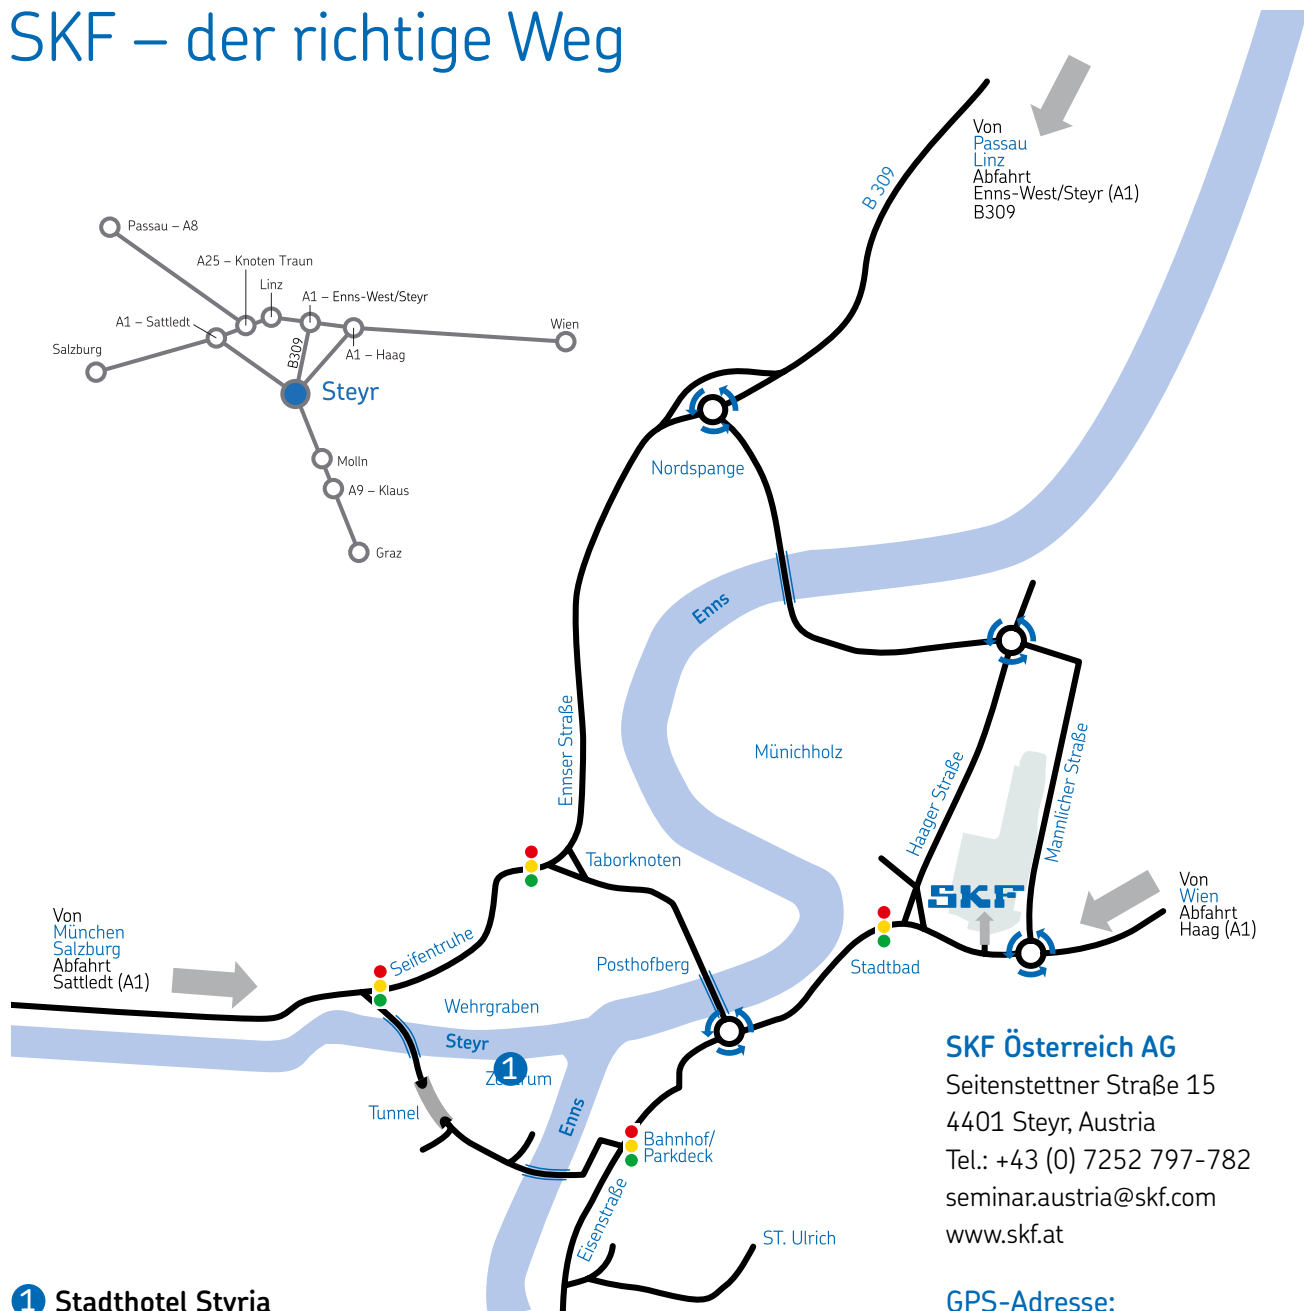 SKF – der richtige Weg
Von
Passau
Linz
Abfahrt
Enns-West/Steyr (A1)
B309
B 309
Passau – A8
A25 – Knoten Traun
Linz
A1 – Enns-West/Steyr
A1 – Sattledt
Wien
Salzburg
B309
A1 – Haag
Steyr
Molln
A9 – Klaus
Graz
Nordspange
Enns
Ennser Straße
Münichholz
Haager Straße
Mannlicher Straße
Taborknoten
SKF
Von
Wien
Abfahrt
Haag (A1)
Von
München
Salzburg
Abfahrt
Sattledt (A1)
Seifentruhe
Posthofberg
Stadtbad
Wehrgraben
Steyr
1
Tunnel
Enns
Bahnhof/
Parkdeck
Eisenstraße
ST. Ulrich
SKF Österreich AG
Seitenstettner Straße 15
4401 Steyr, Austria
Tel.: +43 (0) 7252 797-782
seminar.austria@skf.com
www.skf.at
1 Stadthotel Styria
GPS-Adresse: